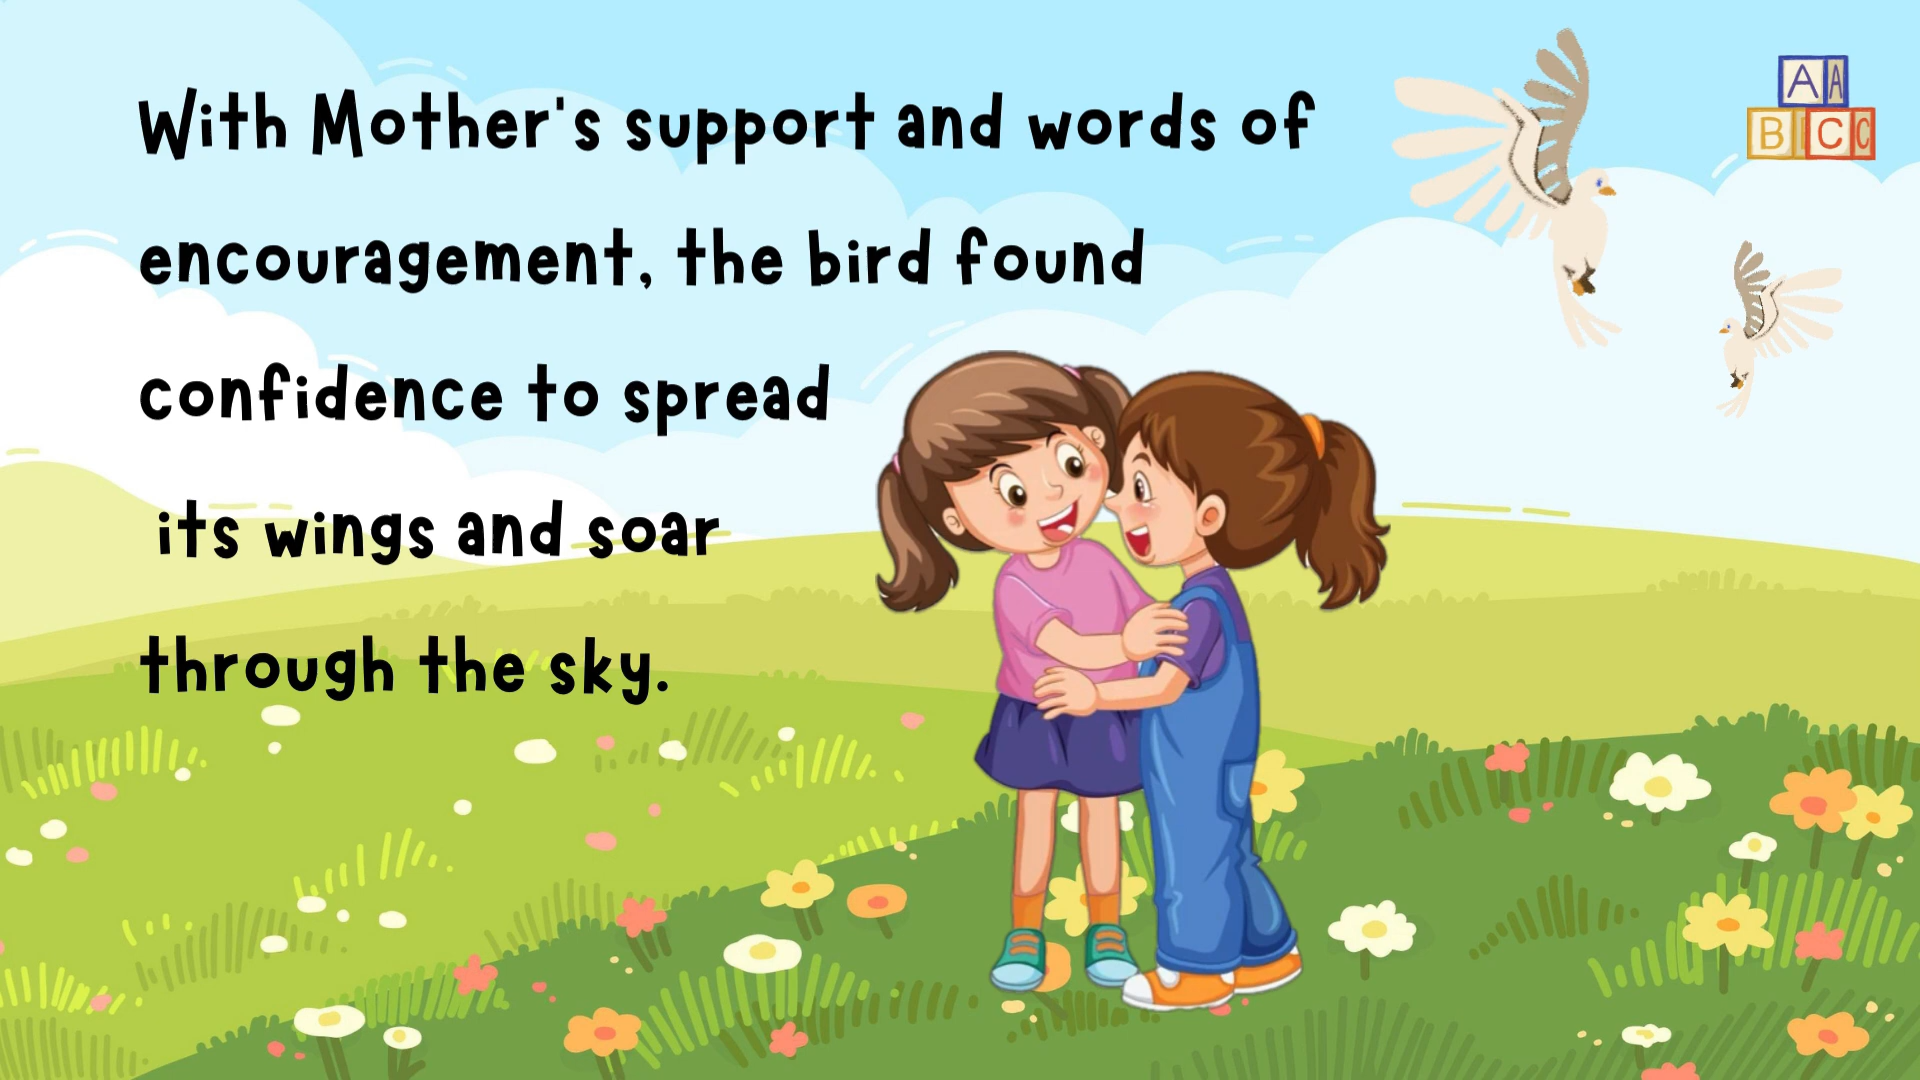 With Mother's support and words of
encouragement, the bird found
confidence to spread
its wings and soar
through the sky.
A A
B C C